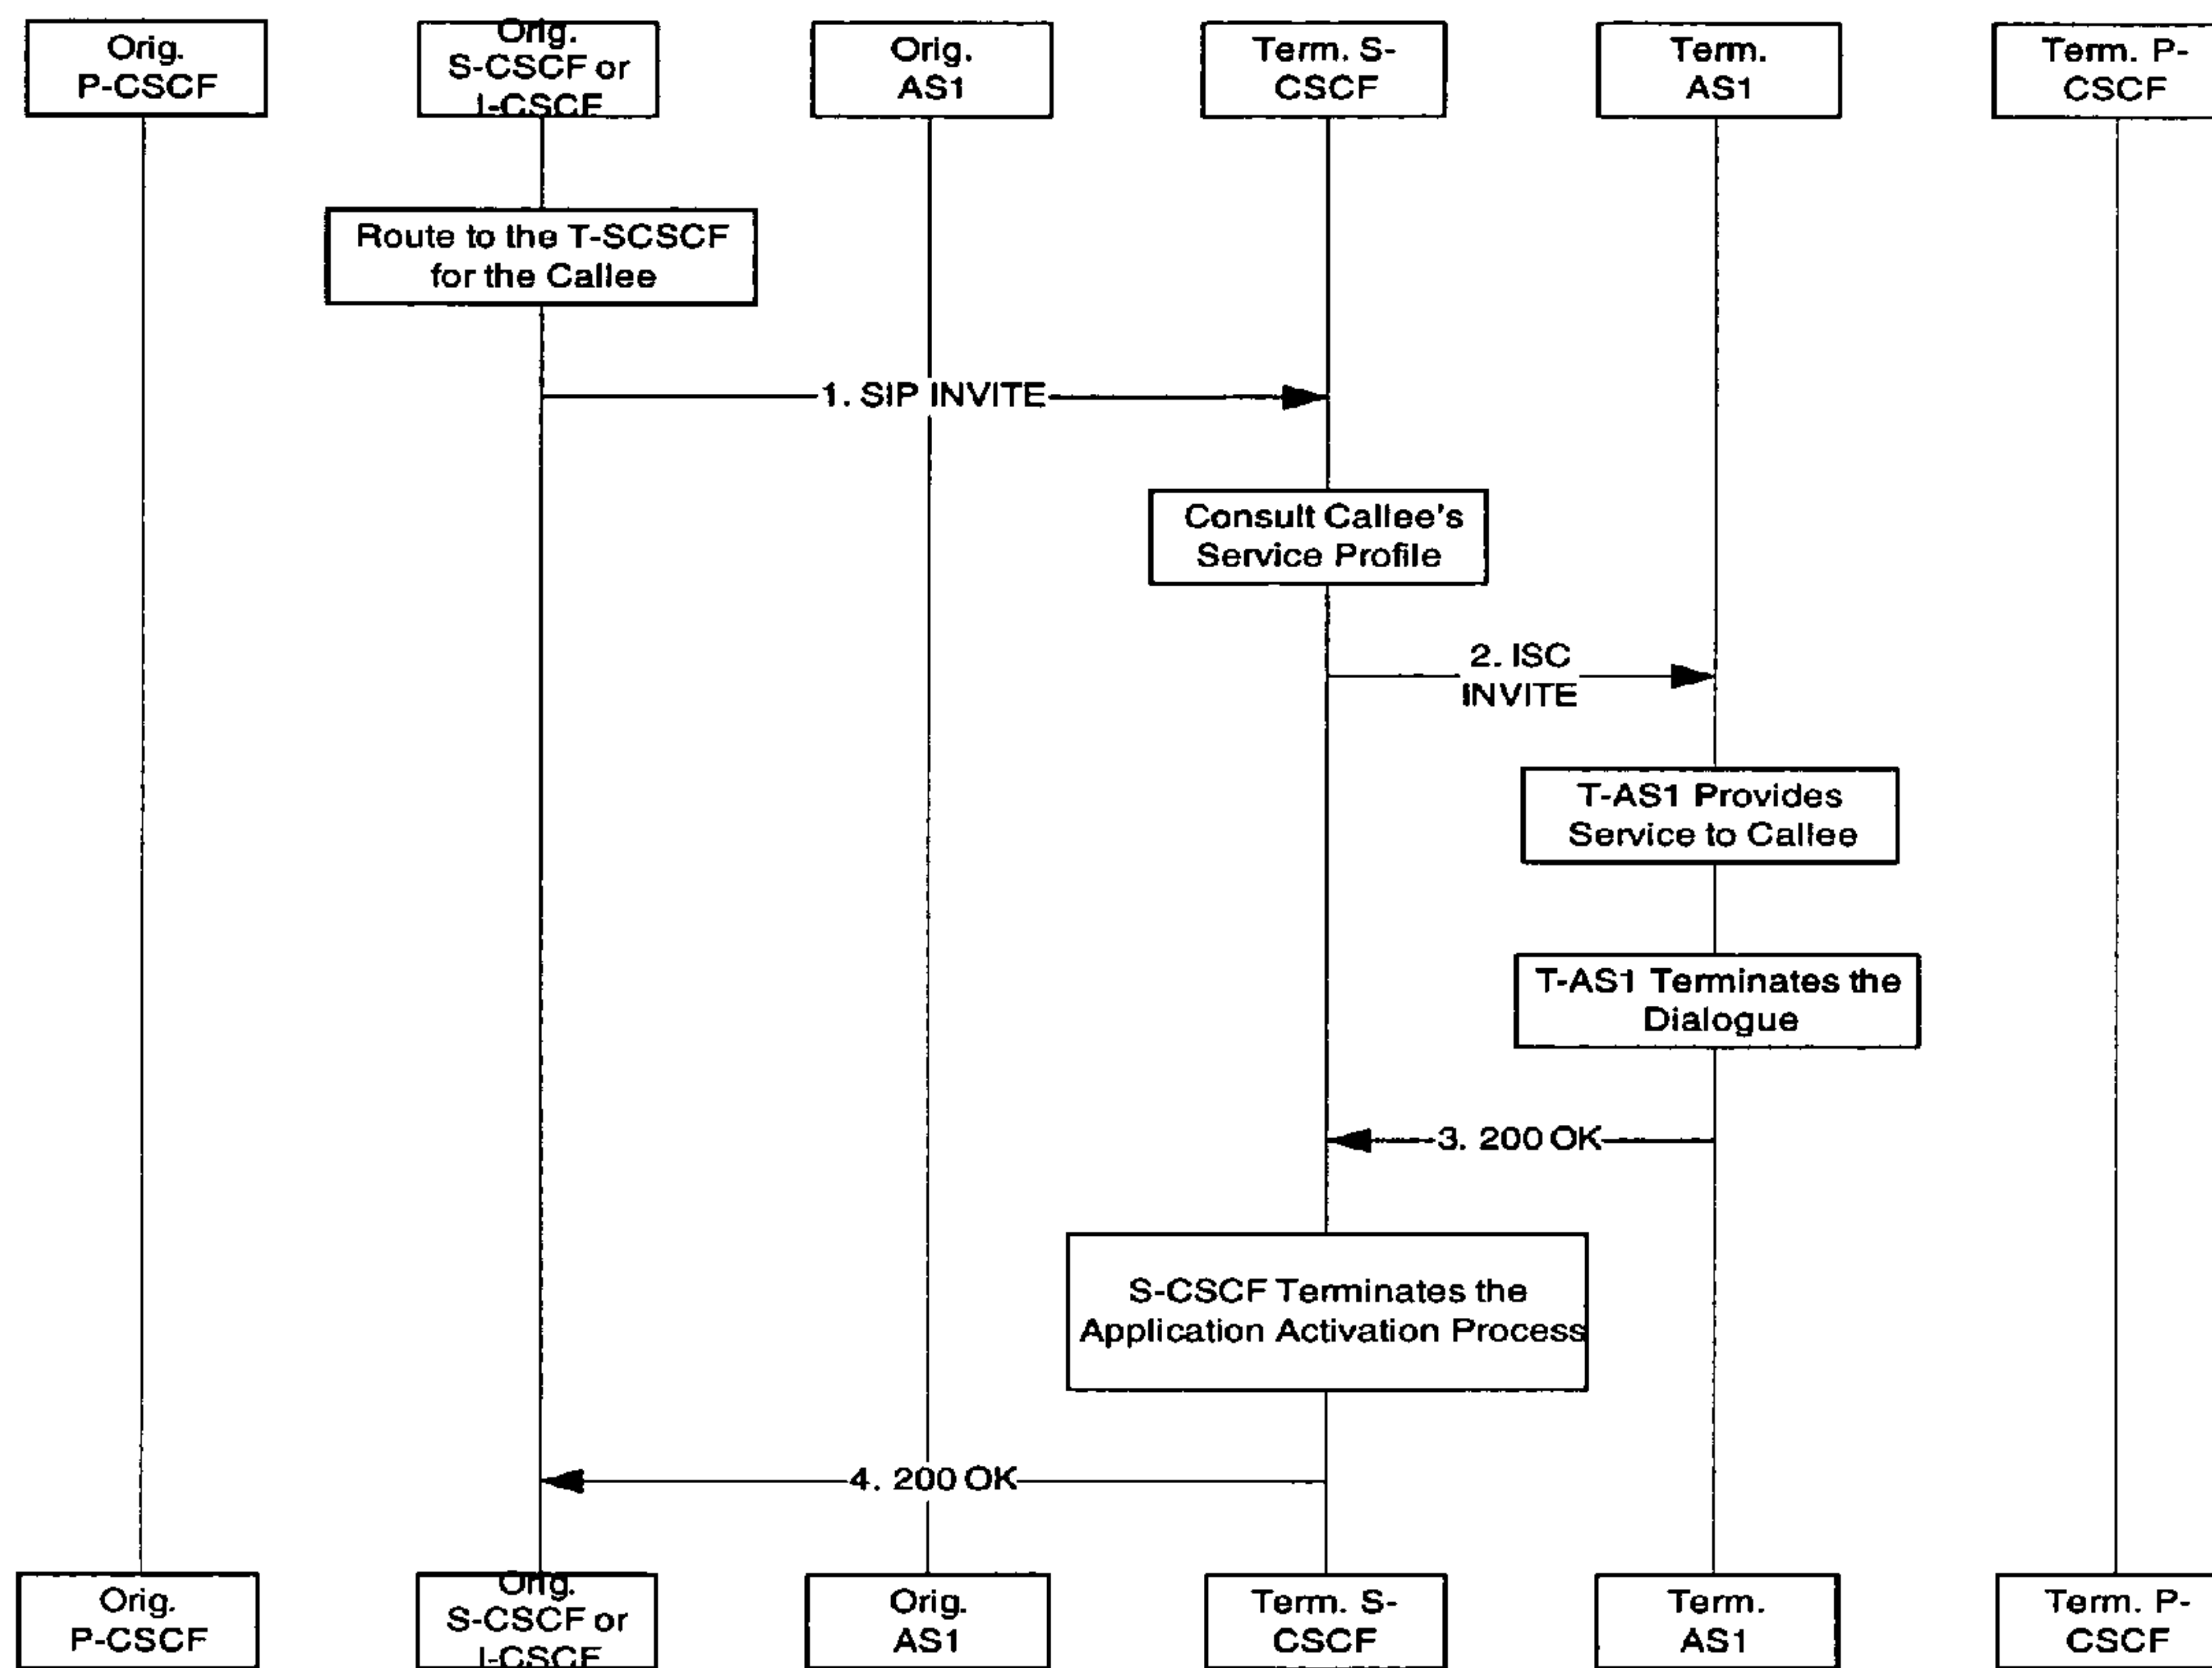 Orig.
P-CSCF
Orig.
S-CSCF or
I-CSCF
Orig.
AS1
Term. S-
CSCF
Term.
AS1
Term. P-
CSCF
Route to the T-SCSCF
for the Callee
1. SIP INVITE
Consult Callee's
Service Profile
2. ISC
INVITE
T-AS1 Provides
Service to Callee
T-AS1 Terminates the
Dialogue
3. 200 OK
S-CSCF Terminates the
Application Activation Process
4. 200 OK
Orig.
P-CSCF
Orig.
S-CSCF or
I-CSCF
Orig.
AS1
Term. S-
CSCF
Term.
AS1
Term. P-
CSCF